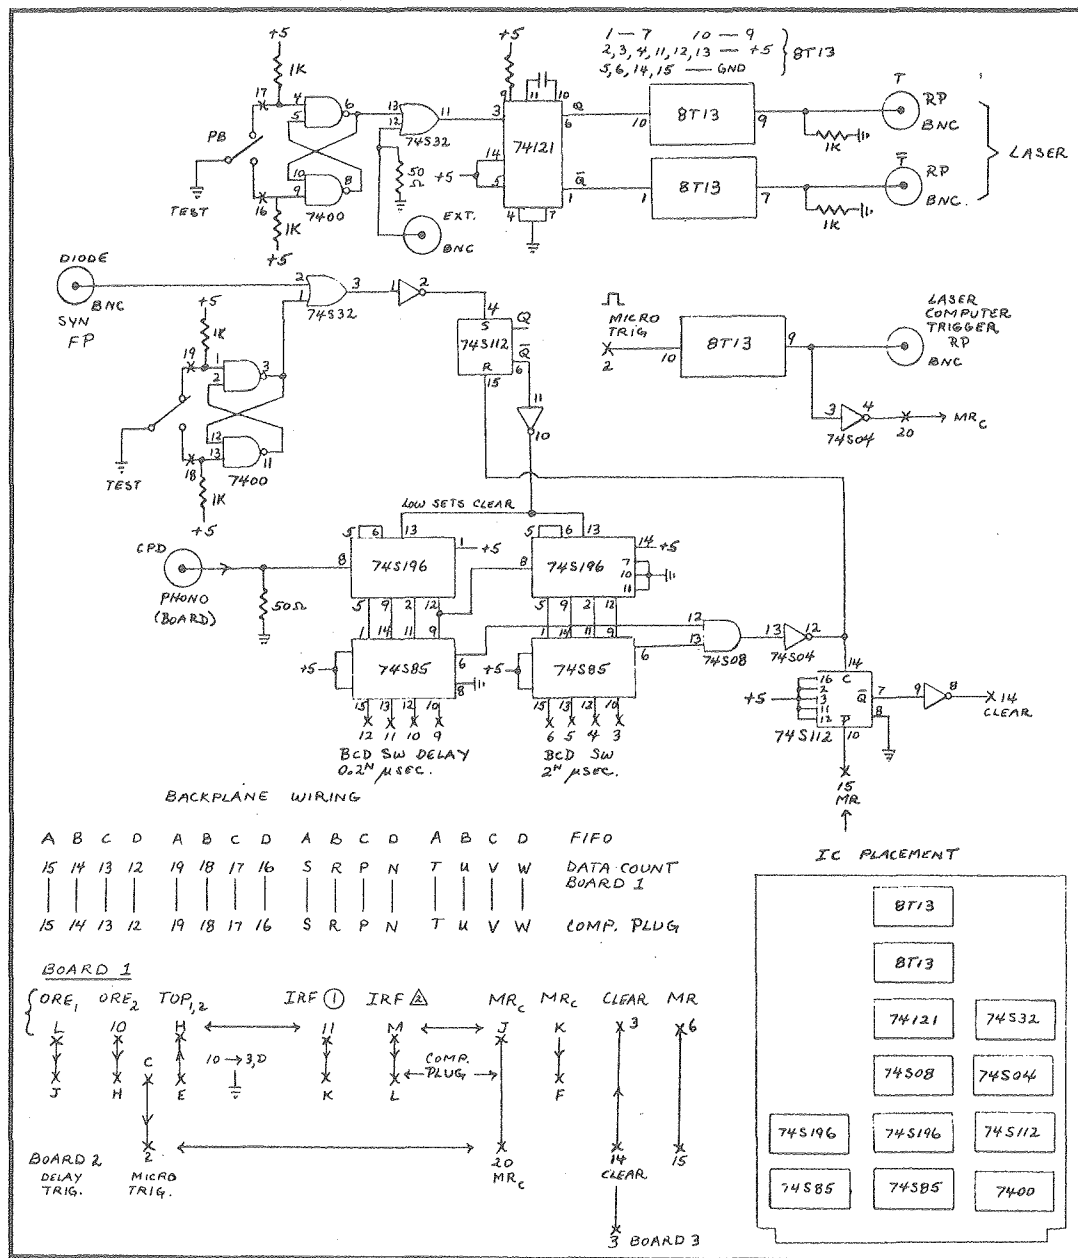 +5
+5
1 — 7   10 — 9
2, 3, 4, 11, 12, 13 — +5
5, 6, 14, 15 — GND
8T13
1K
17
4
5
6
13
12
11
74S32
PB
10
9
8
7400
TEST
16
1K
+5
50 Ω
EXT.
BNC
9
11
10
3
74121
Q
6
14
+5
5
Q̅
1
4
7
10
8T13
9
T
RP
BNC
1K
1
8T13
7
T̅
RP
BNC.
1K
LASER
DIODE
BNC
SYN
FP
2
1
3
74S32
1
2
4
S
Q
74S112
Q̅
6
R
15
11
10
+5
1K
19
1
2
3
12
13
11
7400
18
TEST
1K
+5
MICRO
TRIG
2
10
8T13
9
LASER
COMPUTER
TRIGGER
RP
BNC
3
4
74S04
20
MRC
LOW SETS CLEAR
CPD
PHONO
(BOARD)
50Ω
8
5
6
13
1
+5
74S196
5
9
2
12
1
14
11
9
+5
74S85
6
8
15
13
12
10
12
11
10
9
BCD SW DELAY
0.2ᴺ µSEC.
8
5
6
13
14
+5
74S196
7
10
11
5
9
2
12
1
14
11
9
+5
74S85
6
15
13
12
10
6
5
4
3
BCD SW
2ᴺ µSEC.
12
13
74S08
13
12
74S04
14
+5
16
2
3
11
12
C
Q̅
P
7
8
10
74S112
9
8
14
CLEAR
15
MR
BACKPLANE WIRING
A B C D A B C D A B C D A B C D FIFO
15 14 13 12 19 18 17 16 S R P N T U V W DATA COUNT
BOARD 1
15 14 13 12 19 18 17 16 S R P N T U V W COMP. PLUG
BOARD 1
ORE1 ORE2 TOP1,2 IRF 1 IRF 2 MRC MRC CLEAR MR
L 10 H 11 M J K 3 6
C 10 → 3, D COMP.
PLUG
J H E K L F
BOARD 2
DELAY
TRIG.
2
MICRO
TRIG.
20
MRC
14
CLEAR
15
3 BOARD 3
IC PLACEMENT
8T13
8T13
74121 74S32
74S08 74S04
74S196 74S196 74S112
74S85 74S85 7400